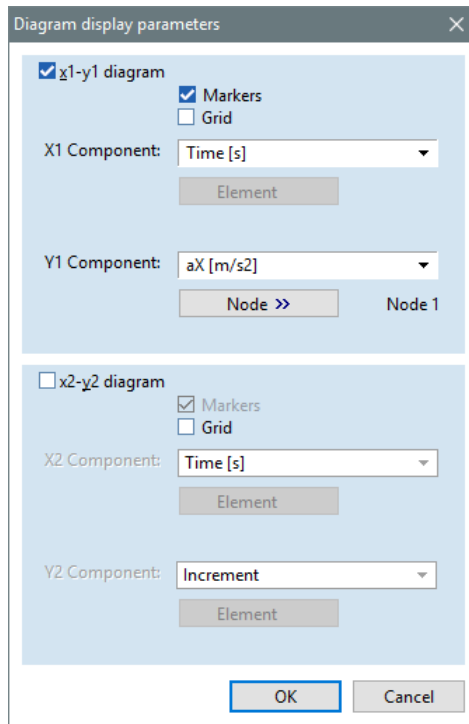 Diagram display parameters
x1-y1 diagram
Markers
Grid
X1 Component: Time [s]
Element
Y1 Component: aX [m/s2]
Node >> Node 1
x2-y2 diagram
Markers
Grid
X2 Component: Time [s]
Element
Y2 Component: Increment
Element
OK Cancel